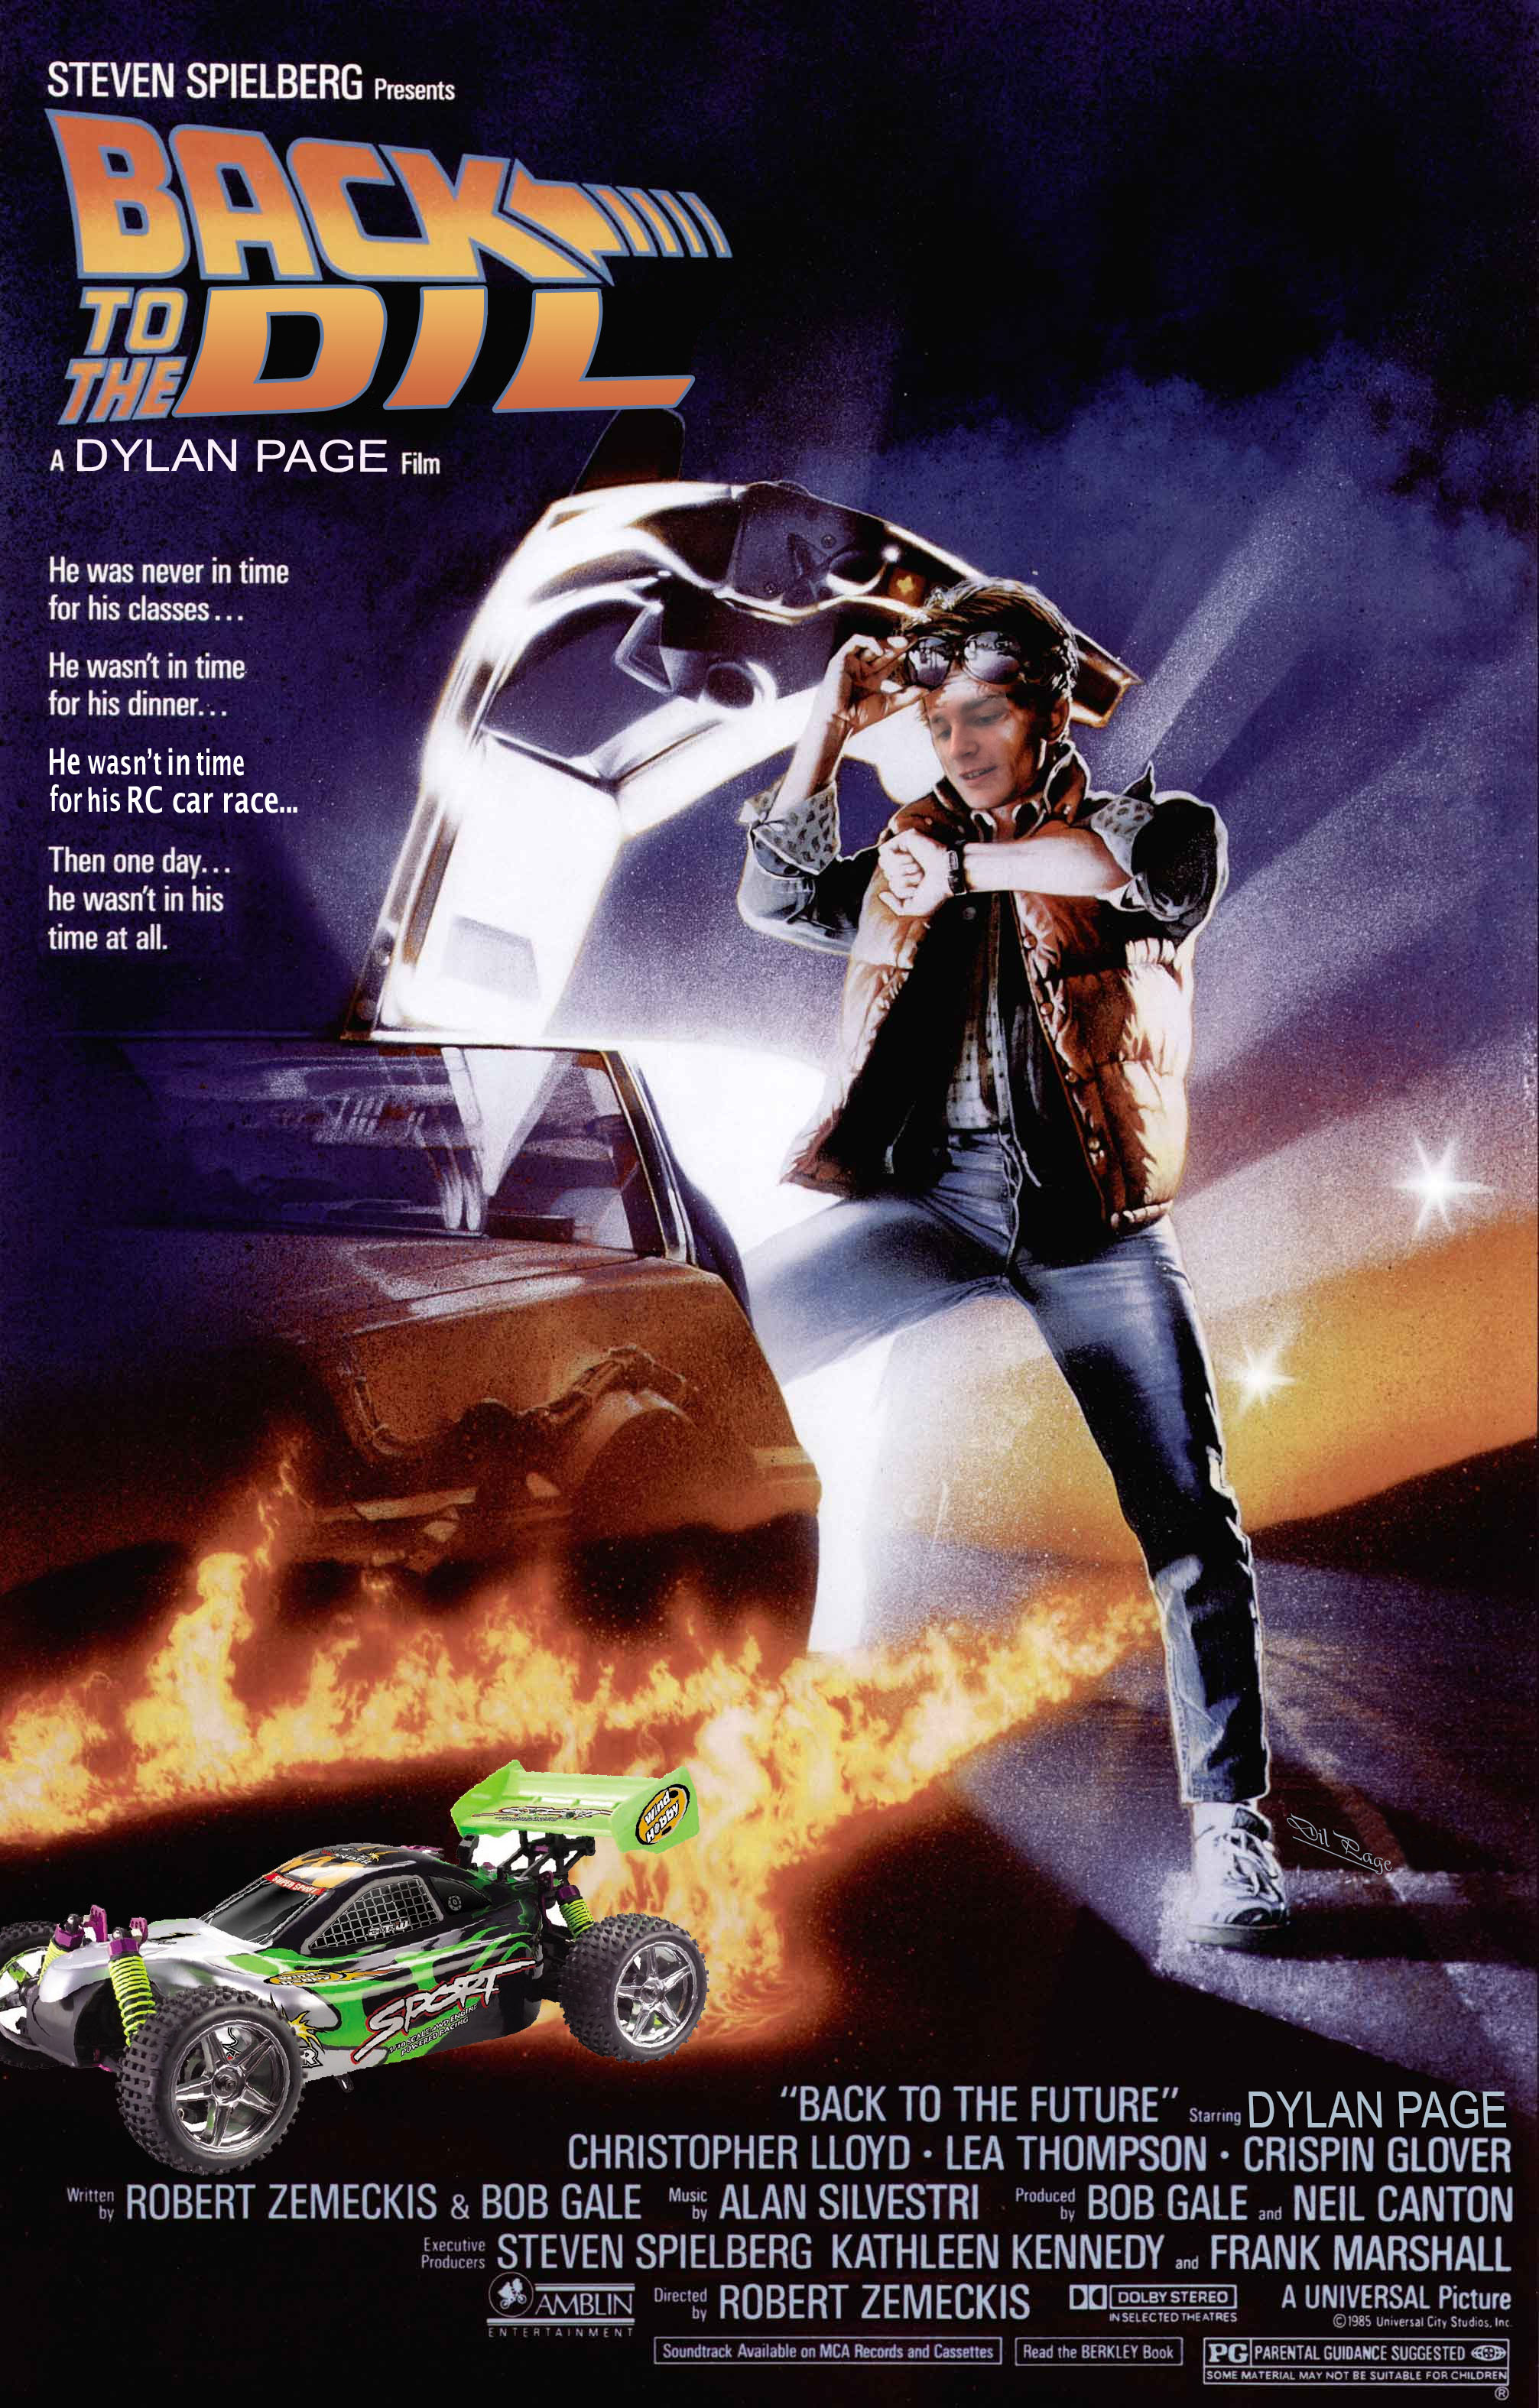 STEVEN SPIELBERG Presents
BACK
TO
THE DIL
A DYLAN PAGE Film
He was never in time
for his classes...
He wasn't in time
for his dinner...
He wasn't in time
for his RC car race...
Then one day...
he wasn't in his
time at all.
Wind
Hobby
SUPER SPORT
SPORT
POWERED RACING
Dil Page
"BACK TO THE FUTURE" Starring DYLAN PAGE
CHRISTOPHER LLOYD · LEA THOMPSON · CRISPIN GLOVER
Written by ROBERT ZEMECKIS & BOB GALE Music by ALAN SILVESTRI Produced by BOB GALE and NEIL CANTON
Executive Producers STEVEN SPIELBERG KATHLEEN KENNEDY and FRANK MARSHALL
AMBLIN
ENTERTAINMENT
Directed by ROBERT ZEMECKIS
DOLBY STEREO
IN SELECTED THEATRES
A UNIVERSAL Picture
©1985 Universal City Studios, Inc.
Soundtrack Available on MCA Records and Cassettes
Read the BERKLEY Book
PG PARENTAL GUIDANCE SUGGESTED
SOME MATERIAL MAY NOT BE SUITABLE FOR CHILDREN
®